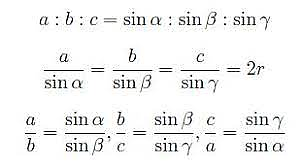 a : b : c = sin α : sin β : sin γ
a/sin α = b/sin β = c/sin γ = 2r
a/b = sin α/sin β, b/c = sin β/sin γ, c/a = sin γ/sin α